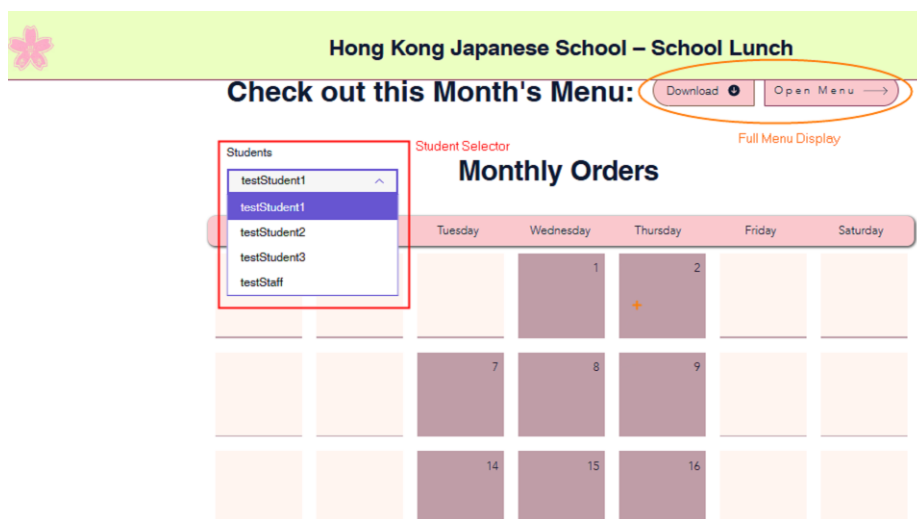 Hong Kong Japanese School – School Lunch
Check out this Month's Menu:
Download
Open Menu
Full Menu Display
Students
Student Selector
Monthly Orders
testStudent1
testStudent1
testStudent2
testStudent3
testStaff
Tuesday Wednesday Thursday Friday Saturday
1 2
7 8 9
14 15 16